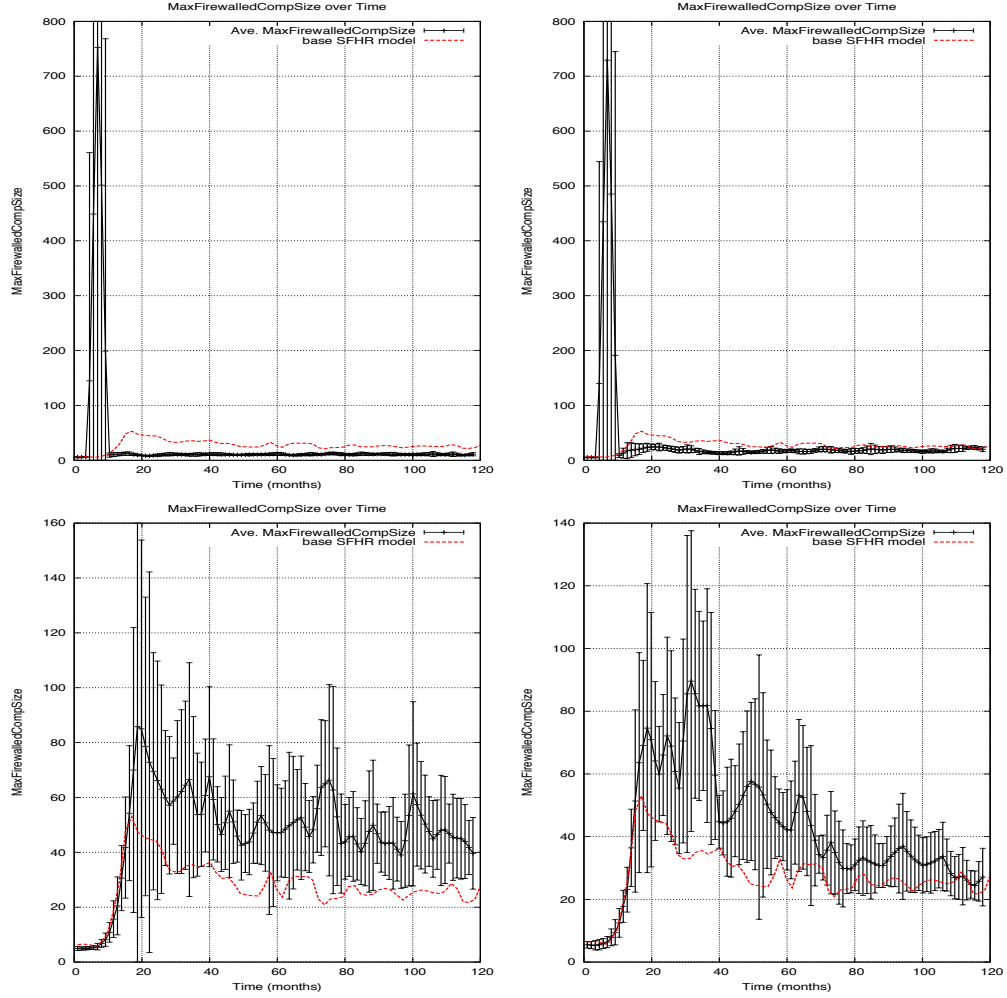 MaxFirewalledCompSize over Time
800
700
600
500
400
300
200
100
0
0 20 40 60 80 100 120
MaxFirewalledCompSize
Time (months)
Ave. MaxFirewalledCompSize
base SFHR model
MaxFirewalledCompSize over Time
800
700
600
500
400
300
200
100
0
0 20 40 60 80 100 120
MaxFirewalledCompSize
Time (months)
Ave. MaxFirewalledCompSize
base SFHR model
MaxFirewalledCompSize over Time
160
140
120
100
80
60
40
20
0
0 20 40 60 80 100 120
MaxFirewalledCompSize
Time (months)
Ave. MaxFirewalledCompSize
base SFHR model
MaxFirewalledCompSize over Time
140
120
100
80
60
40
20
0
0 20 40 60 80 100 120
MaxFirewalledCompSize
Time (months)
Ave. MaxFirewalledCompSize
base SFHR model